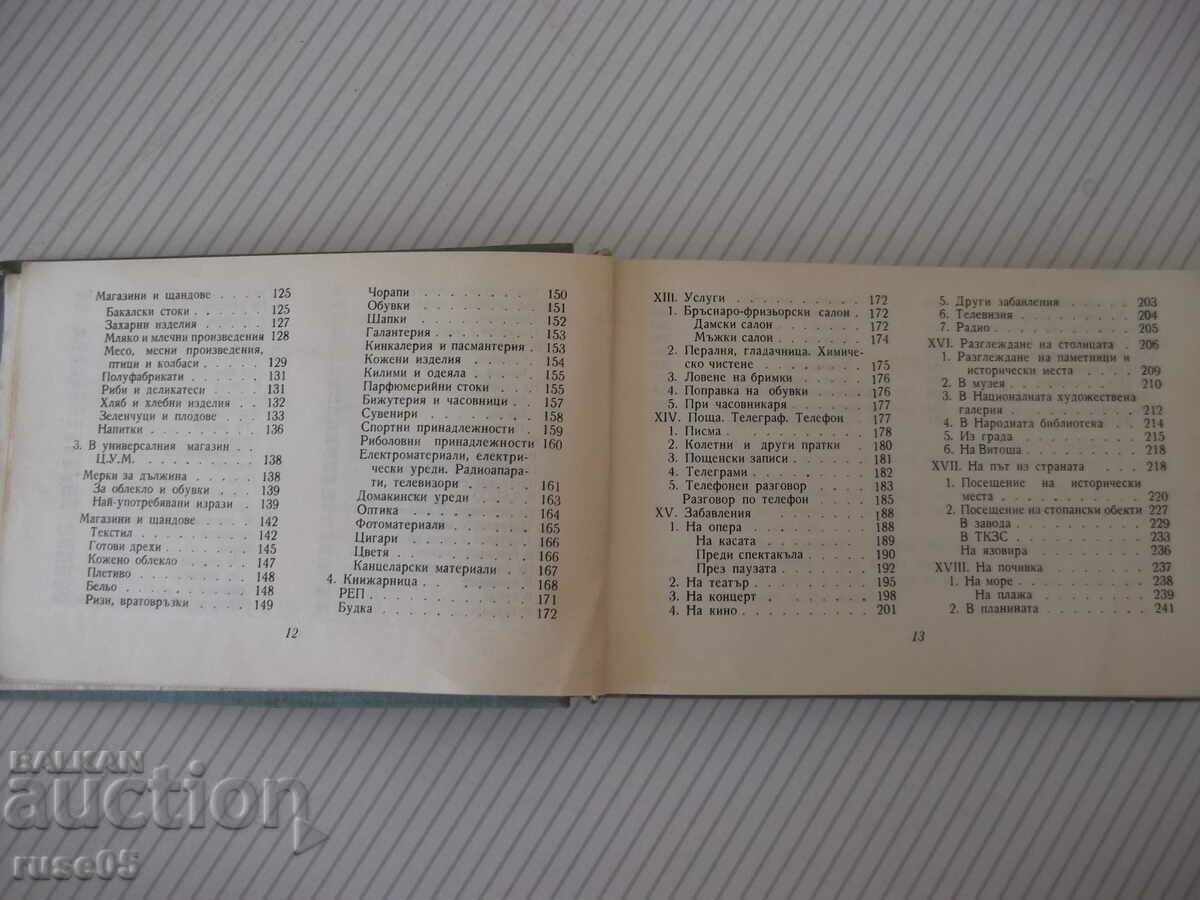 Магазини и щандове . . . . 125
Бакалски стоки . . . . . 125
Захарни изделия . . . . . 127
Мляко и млечни произведения 128
Месо, месни произведения,
птици и колбаси . . . . 129
Полуфабрикати . . . . . 131
Риби и деликатеси . . . . 131
Хляб и хлебни изделия . . 132
Зеленчуци и плодове . . . 133
Напитки . . . . . . . . 136
3. В универсалния магазин . .
Ц.У.М. . . . . . . . . . 138
Мерки за дължина . . . . . 138
За облекло и обувки . . . 139
Най-употребявани изрази . 139
Магазини и щандове . . . . 142
Текстил . . . . . . . . 142
Готови дрехи . . . . . . 145
Кожено облекло . . . . . 147
Плетиво . . . . . . . . 148
Бельо . . . . . . . . . 148
Ризи, вратовръзки . . . . 149
Чорапи . . . . . . . . 150
Обувки . . . . . . . . 151
Шапки . . . . . . . . . 152
Галантерия . . . . . . . 153
Кинкалерия и пасмантерия . 153
Кожени изделия . . . . . 154
Килими и одеяла . . . . . 155
Парфюмерийни стоки . . . 155
Бижутерия и часовници . . 157
Сувенири . . . . . . . . 158
Спортни принадлежности . 159
Риболовни принадлежности 160
Електроматериали, електри-
чески уреди. Радиоапара-
ти, телевизори . . . . . 161
Домакински уреди . . . . 163
Оптика . . . . . . . . . 164
Фотоматериали . . . . . 165
Цигари . . . . . . . . . 166
Цветя . . . . . . . . . 166
Канцеларски материали . . 167
4. Книжарница . . . . . . . 168
РЕП . . . . . . . . . . . 171
Будка . . . . . . . . . . 172
12
XIII. Услуги . . . . . . . . 172
1. Бръснаро-фризьорски салон . 172
Дамски салон . . . . . . 172
Мъжки салон . . . . . . 174
2. Пералня, гладачница. Химиче-
ско чистене . . . . . . . 175
3. Ловене на бримки . . . . . 176
4. Поправка на обувки . . . . 176
5. При часовникаря . . . . . 177
XIV. Поща. Телеграф. Телефон . 177
1. Писма . . . . . . . . . 178
2. Колетни и други пратки . . 180
3. Пощенски записи . . . . . 181
4. Телеграми . . . . . . . . 182
5. Телефонен разговор . . . . 183
Разговор по телефон . . . 185
XV. Забавления . . . . . . . 188
1. На опера . . . . . . . . 188
На касата . . . . . . . 189
Преди спектакъла . . . . 190
През паузата . . . . . . 192
2. На театър . . . . . . . . 195
3. На концерт . . . . . . . 198
4. На кино . . . . . . . . . 201
5. Други забавления . . . . 203
6. Телевизия . . . . . . . . 204
7. Радио . . . . . . . . . . 205
XVI. Разглеждане на столицата . 206
1. Разглеждане на паметници и
исторически места . . . . 209
2. В музея . . . . . . . . . 210
3. В Националната художествена
галерия . . . . . . . . . 212
4. В Народната библиотека . . 214
5. Из града . . . . . . . . 215
6. На Витоша . . . . . . . . 218
XVII. На път из страната . . . 218
1. Посещение на исторически
места . . . . . . . . . . 220
2. Посещение на стопански обекти 227
В завода . . . . . . . . 229
В ТКЗС . . . . . . . . . 233
На язовира . . . . . . . 236
XVIII. На почивка . . . . . . 237
1. На море . . . . . . . . . 238
На плажа . . . . . . . . 239
2. В планината . . . . . . . 241
13
BALKAN
auction
ruse05